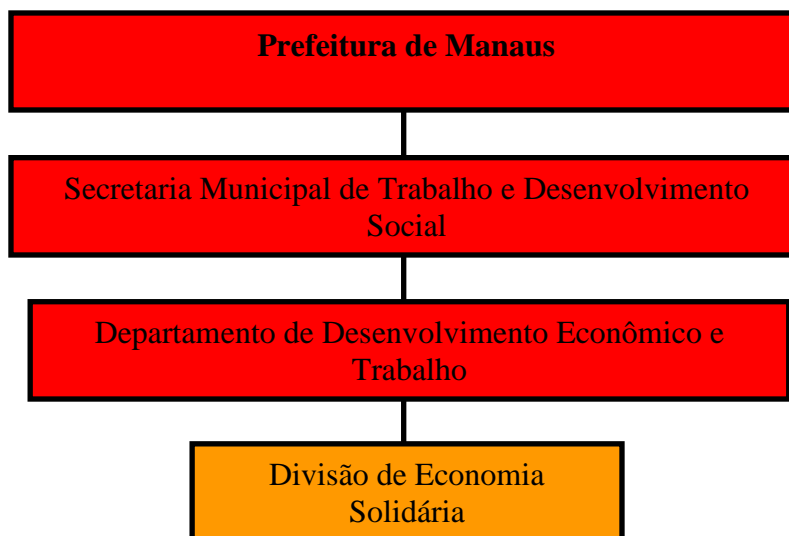 Prefeitura de Manaus
Secretaria Municipal de Trabalho e Desenvolvimento
Social
Departamento de Desenvolvimento Econômico e
Trabalho
Divisão de Economia
Solidária